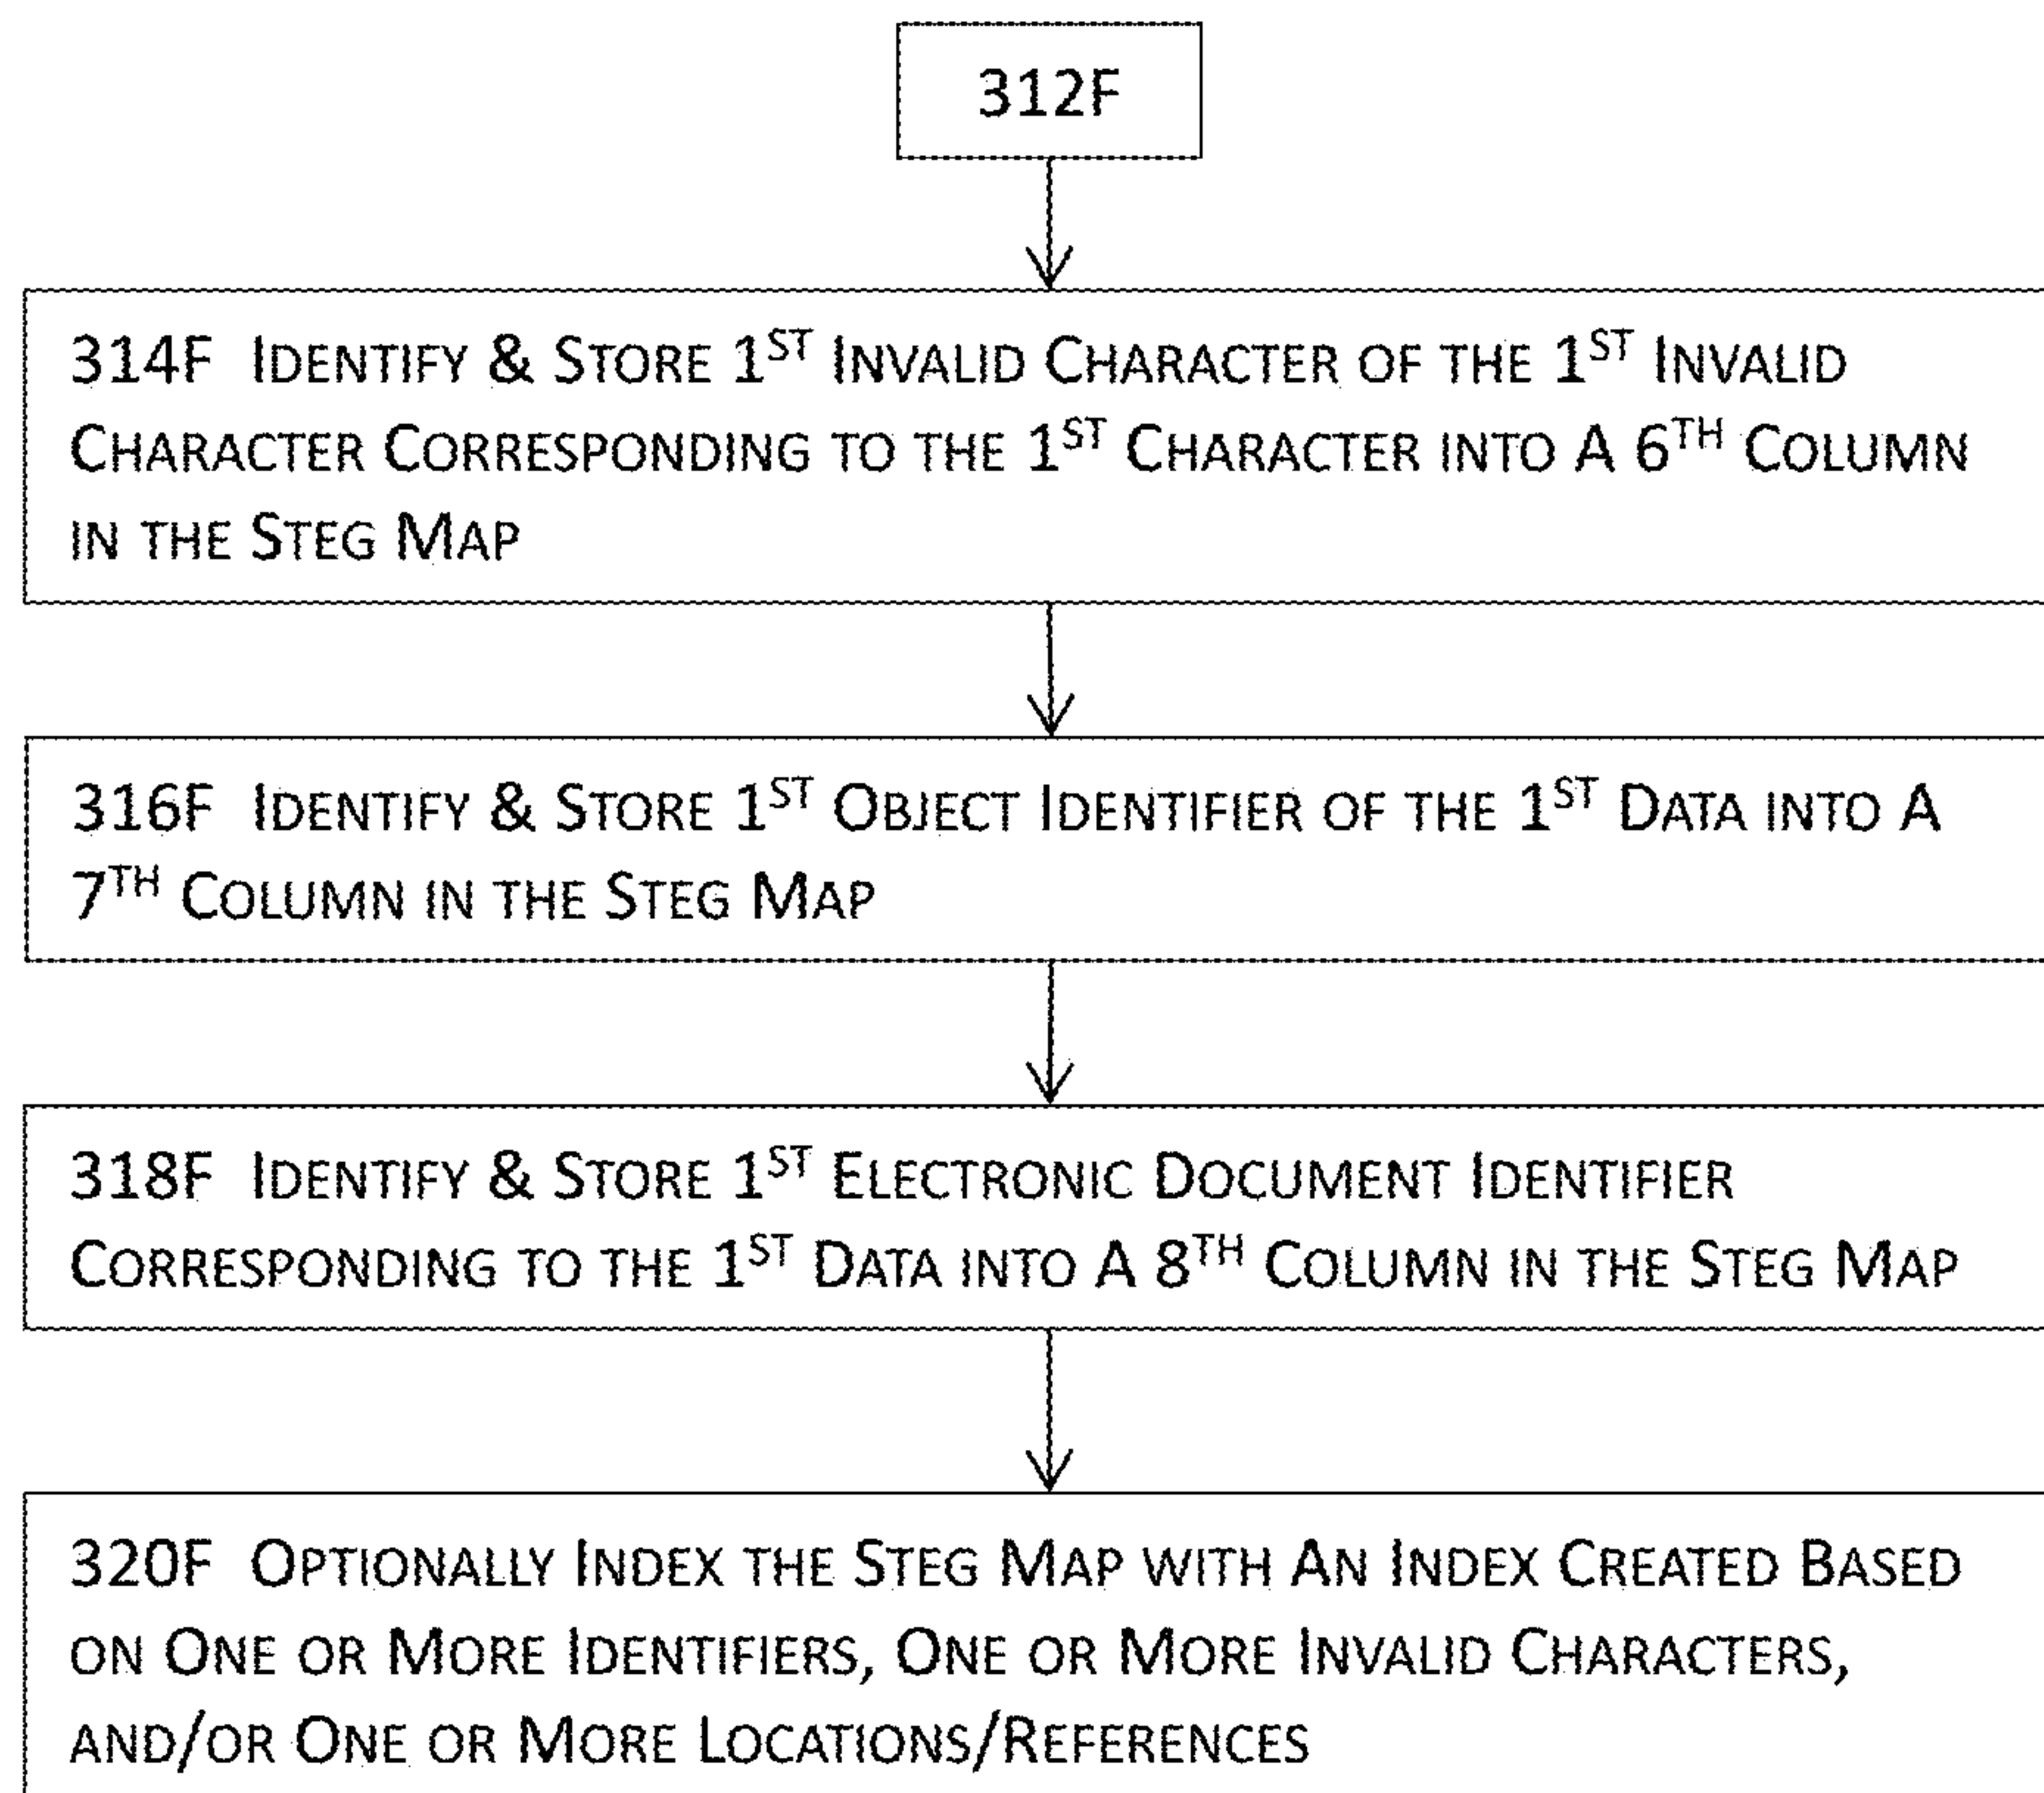 312F
314F IDENTIFY & STORE 1ST INVALID CHARACTER OF THE 1ST INVALID
CHARACTER CORRESPONDING TO THE 1ST CHARACTER INTO A 6TH COLUMN
IN THE STEG MAP
316F IDENTIFY & STORE 1ST OBJECT IDENTIFIER OF THE 1ST DATA INTO A
7TH COLUMN IN THE STEG MAP
318F IDENTIFY & STORE 1ST ELECTRONIC DOCUMENT IDENTIFIER
CORRESPONDING TO THE 1ST DATA INTO A 8TH COLUMN IN THE STEG MAP
320F OPTIONALLY INDEX THE STEG MAP WITH AN INDEX CREATED BASED
ON ONE OR MORE IDENTIFIERS, ONE OR MORE INVALID CHARACTERS,
AND/OR ONE OR MORE LOCATIONS/REFERENCES